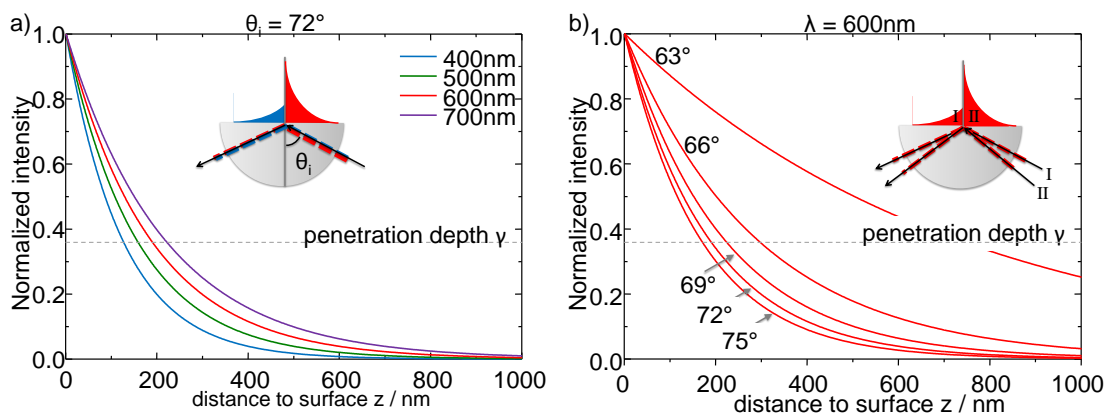 a)
θi = 72°
Normalized intensity
1.0
0.8
0.6
0.4
0.2
0.0
400nm
500nm
600nm
700nm
θi
penetration depth γ
0
200
400
600
800
1000
distance to surface z / nm
b)
λ = 600nm
Normalized intensity
1.0
0.8
0.6
0.4
0.2
0.0
63°
66°
69°
72°
75°
I
II
I
II
penetration depth γ
0
200
400
600
800
1000
distance to surface z / nm